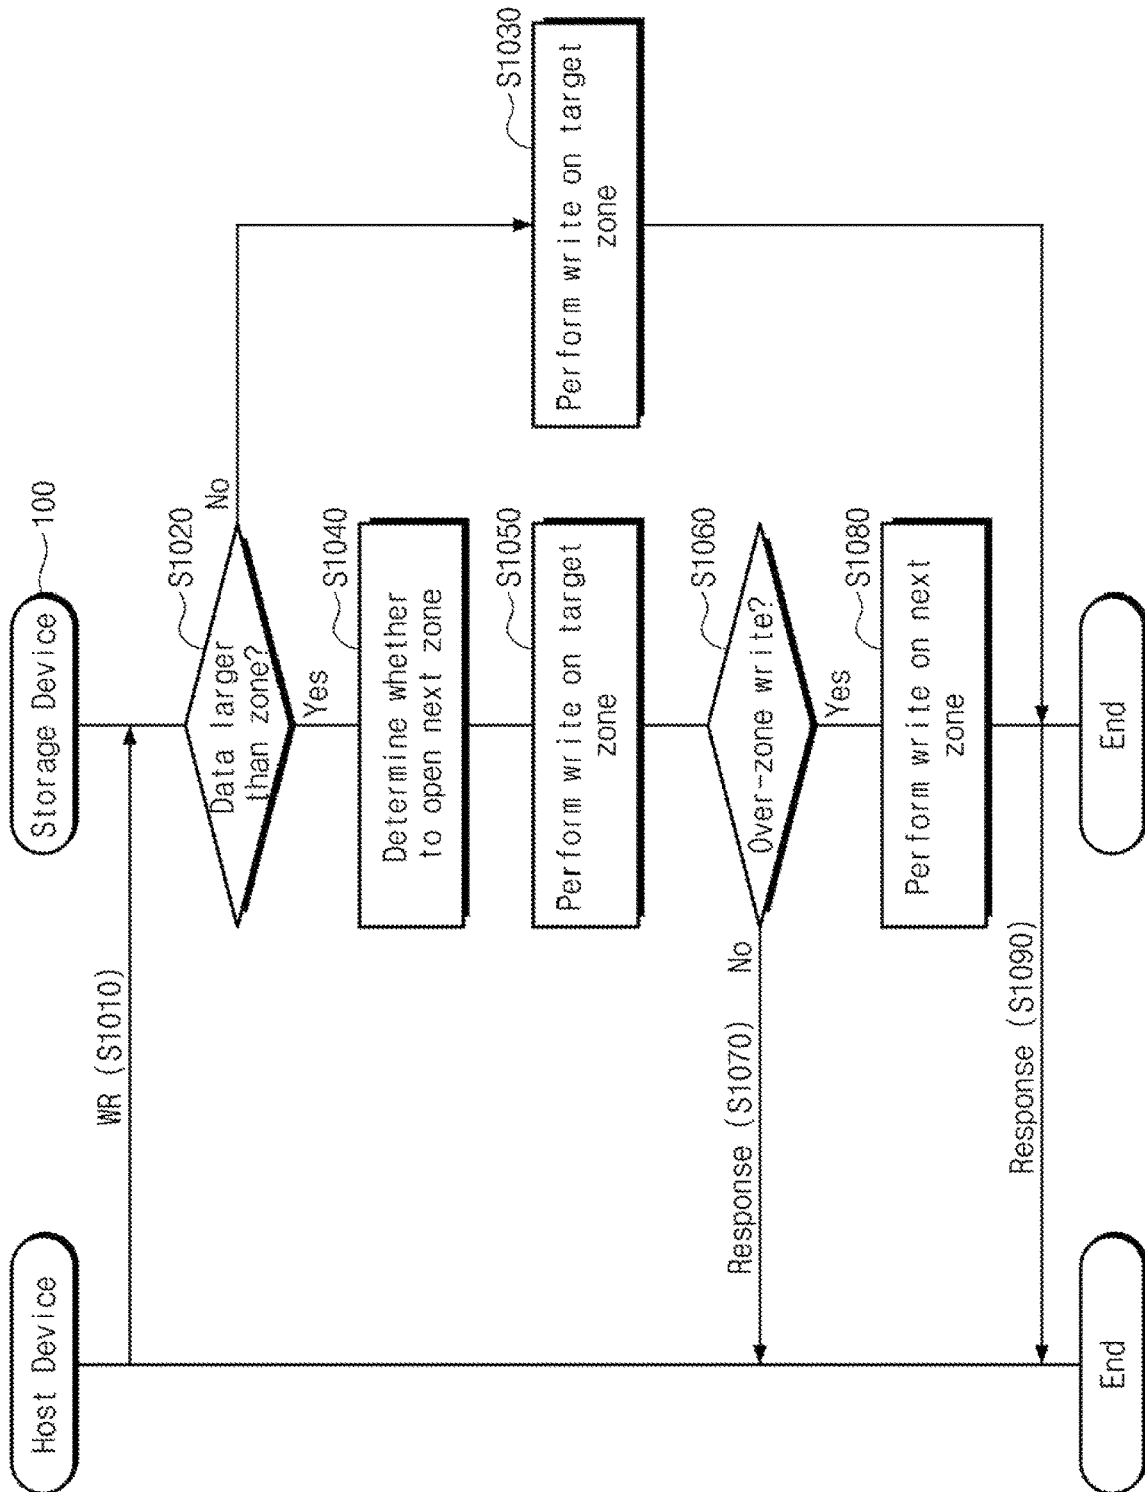 Host Device
Storage Device
100
WR (S1010)
Data larger
than zone?
S1020
No
Yes
Determine whether
to open next zone
S1040
Perform write on target
zone
S1030
Perform write on target
zone
S1050
Over-zone write?
S1060
Response (S1070)
No
Yes
Perform write on next
zone
S1080
Response (S1090)
End
End